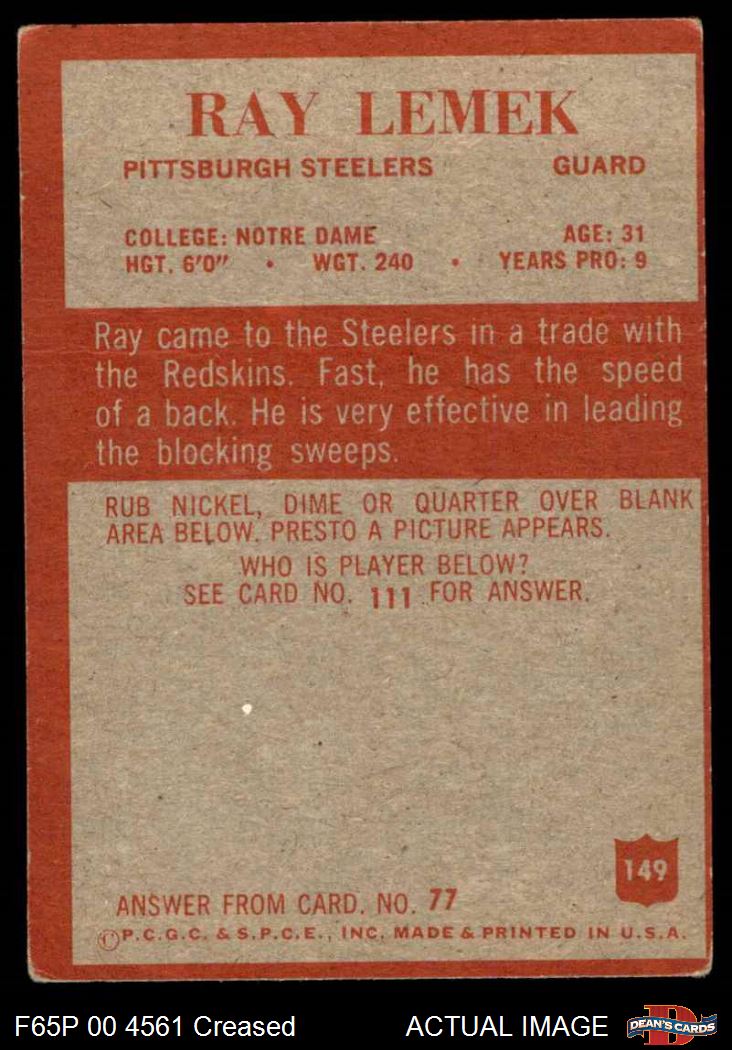 RAY LEMEK
PITTSBURGH STEELERS GUARD
COLLEGE: NOTRE DAME AGE: 31
HGT. 6'0" • WGT. 240 • YEARS PRO: 9
Ray came to the Steelers in a trade with
the Redskins. Fast, he has the speed
of a back. He is very effective in leading
the blocking sweeps.
RUB NICKEL, DIME OR QUARTER OVER BLANK
AREA BELOW. PRESTO A PICTURE APPEARS.
WHO IS PLAYER BELOW?
SEE CARD NO. 111 FOR ANSWER.
149
ANSWER FROM CARD. NO. 77
©P.C.G.C. & S.P.C.E., INC. MADE & PRINTED IN U.S.A.
F65P 00 4561 Creased ACTUAL IMAGE D DEAN'S CARDS